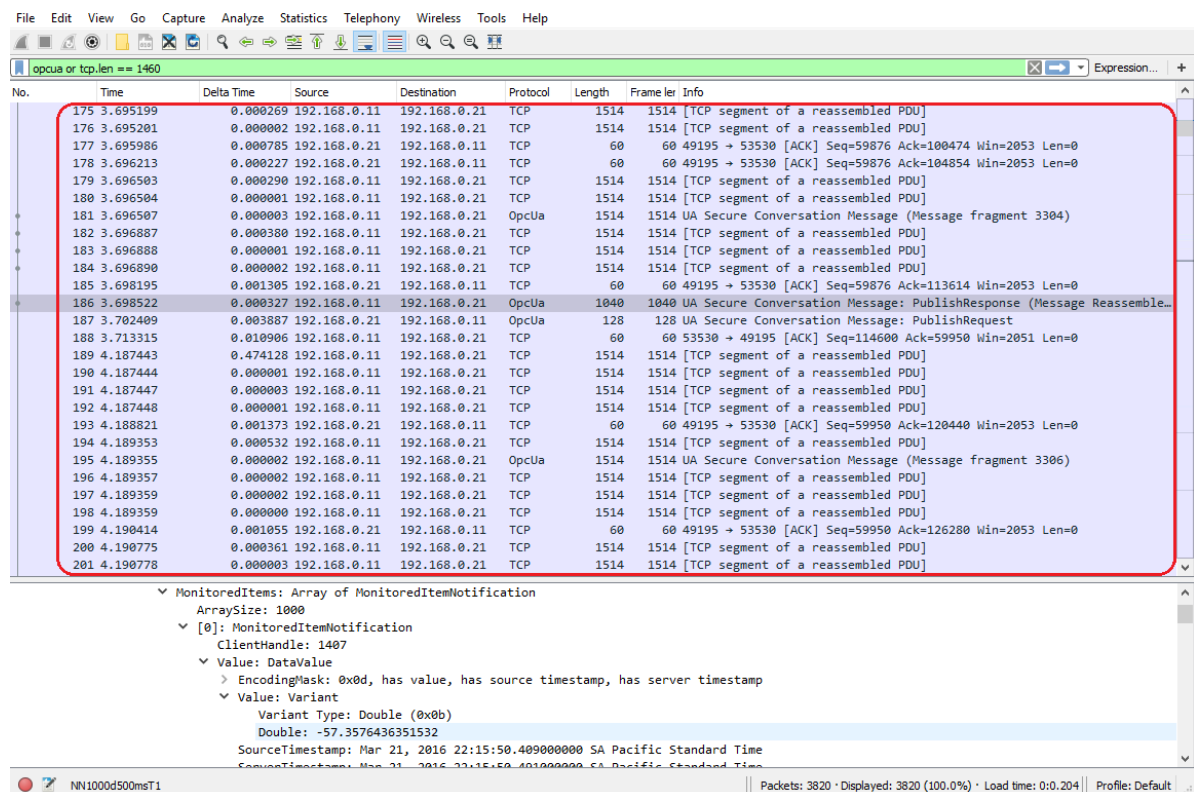 File Edit View Go Capture Analyze Statistics Telephony Wireless Tools Help
opcua or tcp.len == 1460 Expression... +
No. Time Delta Time Source Destination Protocol Length Frame ler Info
175 3.695199 0.000269 192.168.0.11 192.168.0.21 TCP 1514 1514 [TCP segment of a reassembled PDU]
176 3.695201 0.000002 192.168.0.11 192.168.0.21 TCP 1514 1514 [TCP segment of a reassembled PDU]
177 3.695986 0.000785 192.168.0.21 192.168.0.11 TCP 60 60 49195 → 53530 [ACK] Seq=59876 Ack=100474 Win=2053 Len=0
178 3.696213 0.000227 192.168.0.21 192.168.0.11 TCP 60 60 49195 → 53530 [ACK] Seq=59876 Ack=104854 Win=2053 Len=0
179 3.696503 0.000290 192.168.0.11 192.168.0.21 TCP 1514 1514 [TCP segment of a reassembled PDU]
180 3.696504 0.000001 192.168.0.11 192.168.0.21 TCP 1514 1514 [TCP segment of a reassembled PDU]
181 3.696507 0.000003 192.168.0.11 192.168.0.21 OpcUa 1514 1514 UA Secure Conversation Message (Message fragment 3304)
182 3.696887 0.000380 192.168.0.11 192.168.0.21 TCP 1514 1514 [TCP segment of a reassembled PDU]
183 3.696888 0.000001 192.168.0.11 192.168.0.21 TCP 1514 1514 [TCP segment of a reassembled PDU]
184 3.696890 0.000002 192.168.0.11 192.168.0.21 TCP 1514 1514 [TCP segment of a reassembled PDU]
185 3.698195 0.001305 192.168.0.21 192.168.0.11 TCP 60 60 49195 → 53530 [ACK] Seq=59876 Ack=113614 Win=2053 Len=0
186 3.698522 0.000327 192.168.0.11 192.168.0.21 OpcUa 1040 1040 UA Secure Conversation Message: PublishResponse (Message Reassemble…
187 3.702409 0.003887 192.168.0.21 192.168.0.11 OpcUa 128 128 UA Secure Conversation Message: PublishRequest
188 3.713315 0.010906 192.168.0.11 192.168.0.21 TCP 60 60 53530 → 49195 [ACK] Seq=114600 Ack=59950 Win=2051 Len=0
189 4.187443 0.474128 192.168.0.11 192.168.0.21 TCP 1514 1514 [TCP segment of a reassembled PDU]
190 4.187444 0.000001 192.168.0.11 192.168.0.21 TCP 1514 1514 [TCP segment of a reassembled PDU]
191 4.187447 0.000003 192.168.0.11 192.168.0.21 TCP 1514 1514 [TCP segment of a reassembled PDU]
192 4.187448 0.000001 192.168.0.11 192.168.0.21 TCP 1514 1514 [TCP segment of a reassembled PDU]
193 4.188821 0.001373 192.168.0.21 192.168.0.11 TCP 60 60 49195 → 53530 [ACK] Seq=59950 Ack=120440 Win=2053 Len=0
194 4.189353 0.000532 192.168.0.11 192.168.0.21 TCP 1514 1514 [TCP segment of a reassembled PDU]
195 4.189355 0.000002 192.168.0.11 192.168.0.21 OpcUa 1514 1514 UA Secure Conversation Message (Message fragment 3306)
196 4.189357 0.000002 192.168.0.11 192.168.0.21 TCP 1514 1514 [TCP segment of a reassembled PDU]
197 4.189359 0.000002 192.168.0.11 192.168.0.21 TCP 1514 1514 [TCP segment of a reassembled PDU]
198 4.189359 0.000000 192.168.0.11 192.168.0.21 TCP 1514 1514 [TCP segment of a reassembled PDU]
199 4.190414 0.001055 192.168.0.21 192.168.0.11 TCP 60 60 49195 → 53530 [ACK] Seq=59950 Ack=126280 Win=2053 Len=0
200 4.190775 0.000361 192.168.0.11 192.168.0.21 TCP 1514 1514 [TCP segment of a reassembled PDU]
201 4.190778 0.000003 192.168.0.11 192.168.0.21 TCP 1514 1514 [TCP segment of a reassembled PDU]
MonitoredItems: Array of MonitoredItemNotification
ArraySize: 1000
[0]: MonitoredItemNotification
ClientHandle: 1407
Value: DataValue
EncodingMask: 0x0d, has value, has source timestamp, has server timestamp
Value: Variant
Variant Type: Double (0x0b)
Double: -57.3576436351532
SourceTimestamp: Mar 21, 2016 22:15:50.409000000 SA Pacific Standard Time
ServerTimestamp: Mar 21, 2016 22:15:50.491000000 SA Pacific Standard Time
NN1000d500msT1 Packets: 3820 · Displayed: 3820 (100.0%) · Load time: 0:0.204 Profile: Default